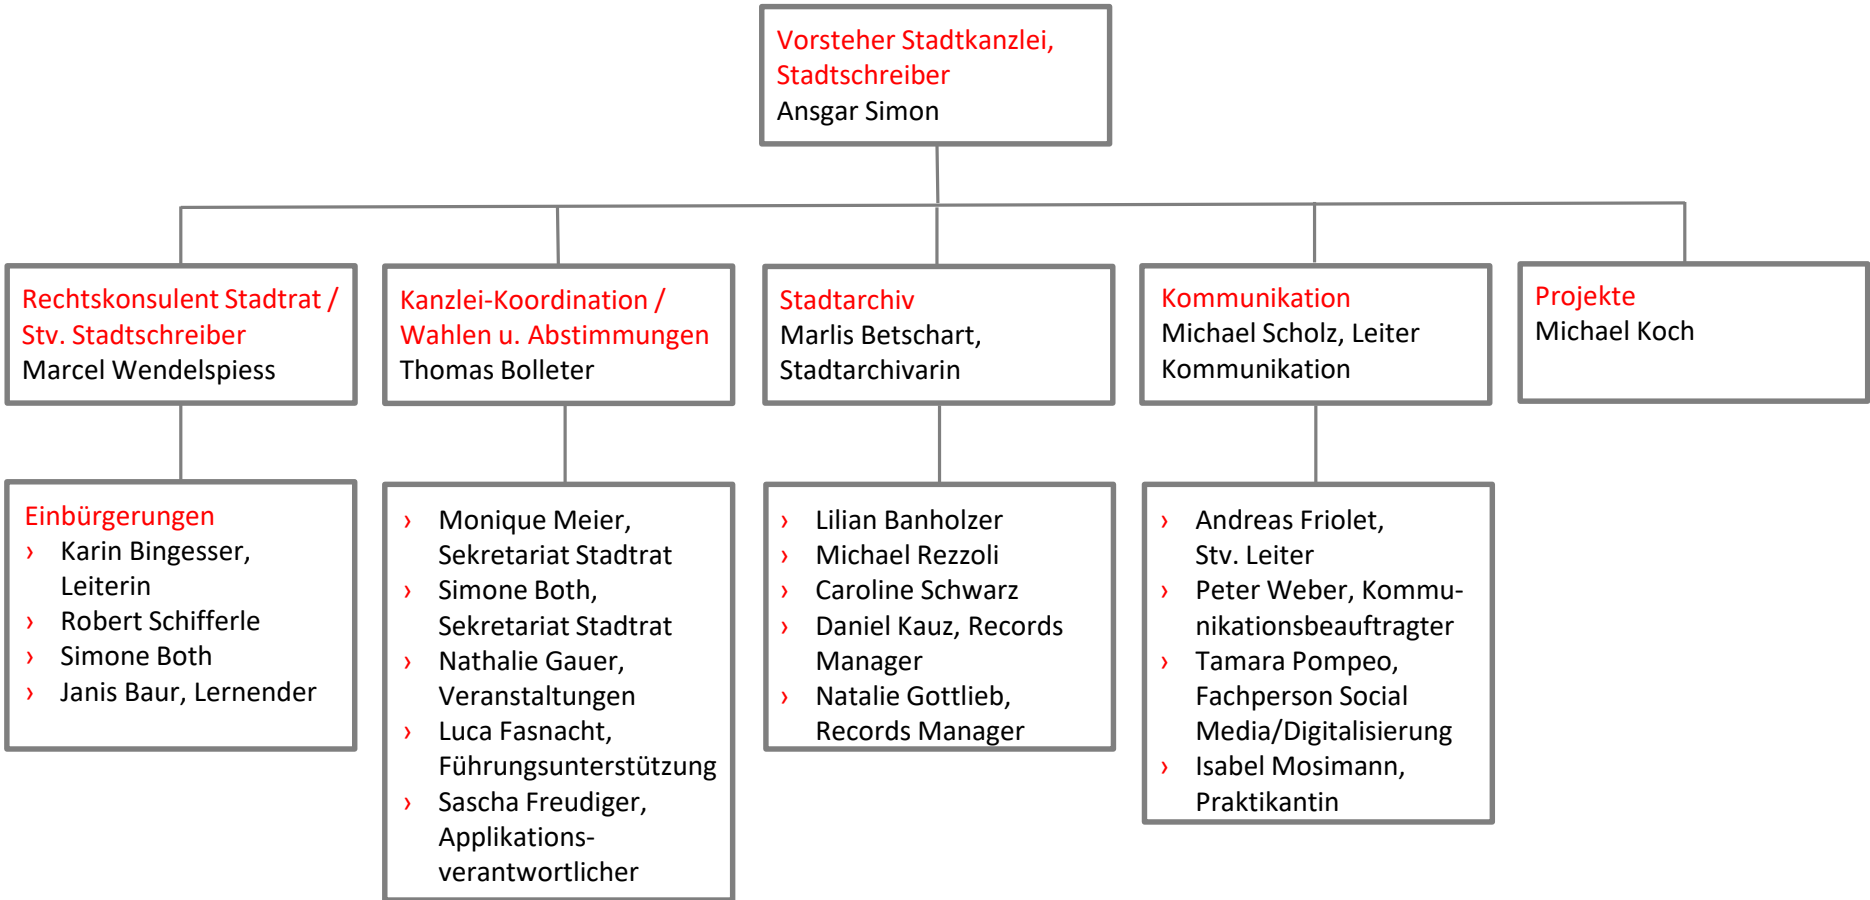 Vorsteher Stadtkanzlei,
Stadtschreiber
Ansgar Simon
Rechtskonsulent Stadtrat /
Stv. Stadtschreiber
Marcel Wendelspiess
Kanzlei-Koordination /
Wahlen u. Abstimmungen
Thomas Bolleter
Stadtarchiv
Marlis Betschart,
Stadtarchivarin
Kommunikation
Michael Scholz, Leiter
Kommunikation
Projekte
Michael Koch
Einbürgerungen
› Karin Bingesser,
Leiterin
› Robert Schifferle
› Simone Both
› Janis Baur, Lernender
› Monique Meier,
Sekretariat Stadtrat
› Simone Both,
Sekretariat Stadtrat
› Nathalie Gauer,
Veranstaltungen
› Luca Fasnacht,
Führungsunterstützung
› Sascha Freudiger,
Applikations-
verantwortlicher
› Lilian Banholzer
› Michael Rezzoli
› Caroline Schwarz
› Daniel Kauz, Records
Manager
› Natalie Gottlieb,
Records Manager
› Andreas Friolet,
Stv. Leiter
› Peter Weber, Kommu-
nikationsbeauftragter
› Tamara Pompeo,
Fachperson Social
Media/Digitalisierung
› Isabel Mosimann,
Praktikantin